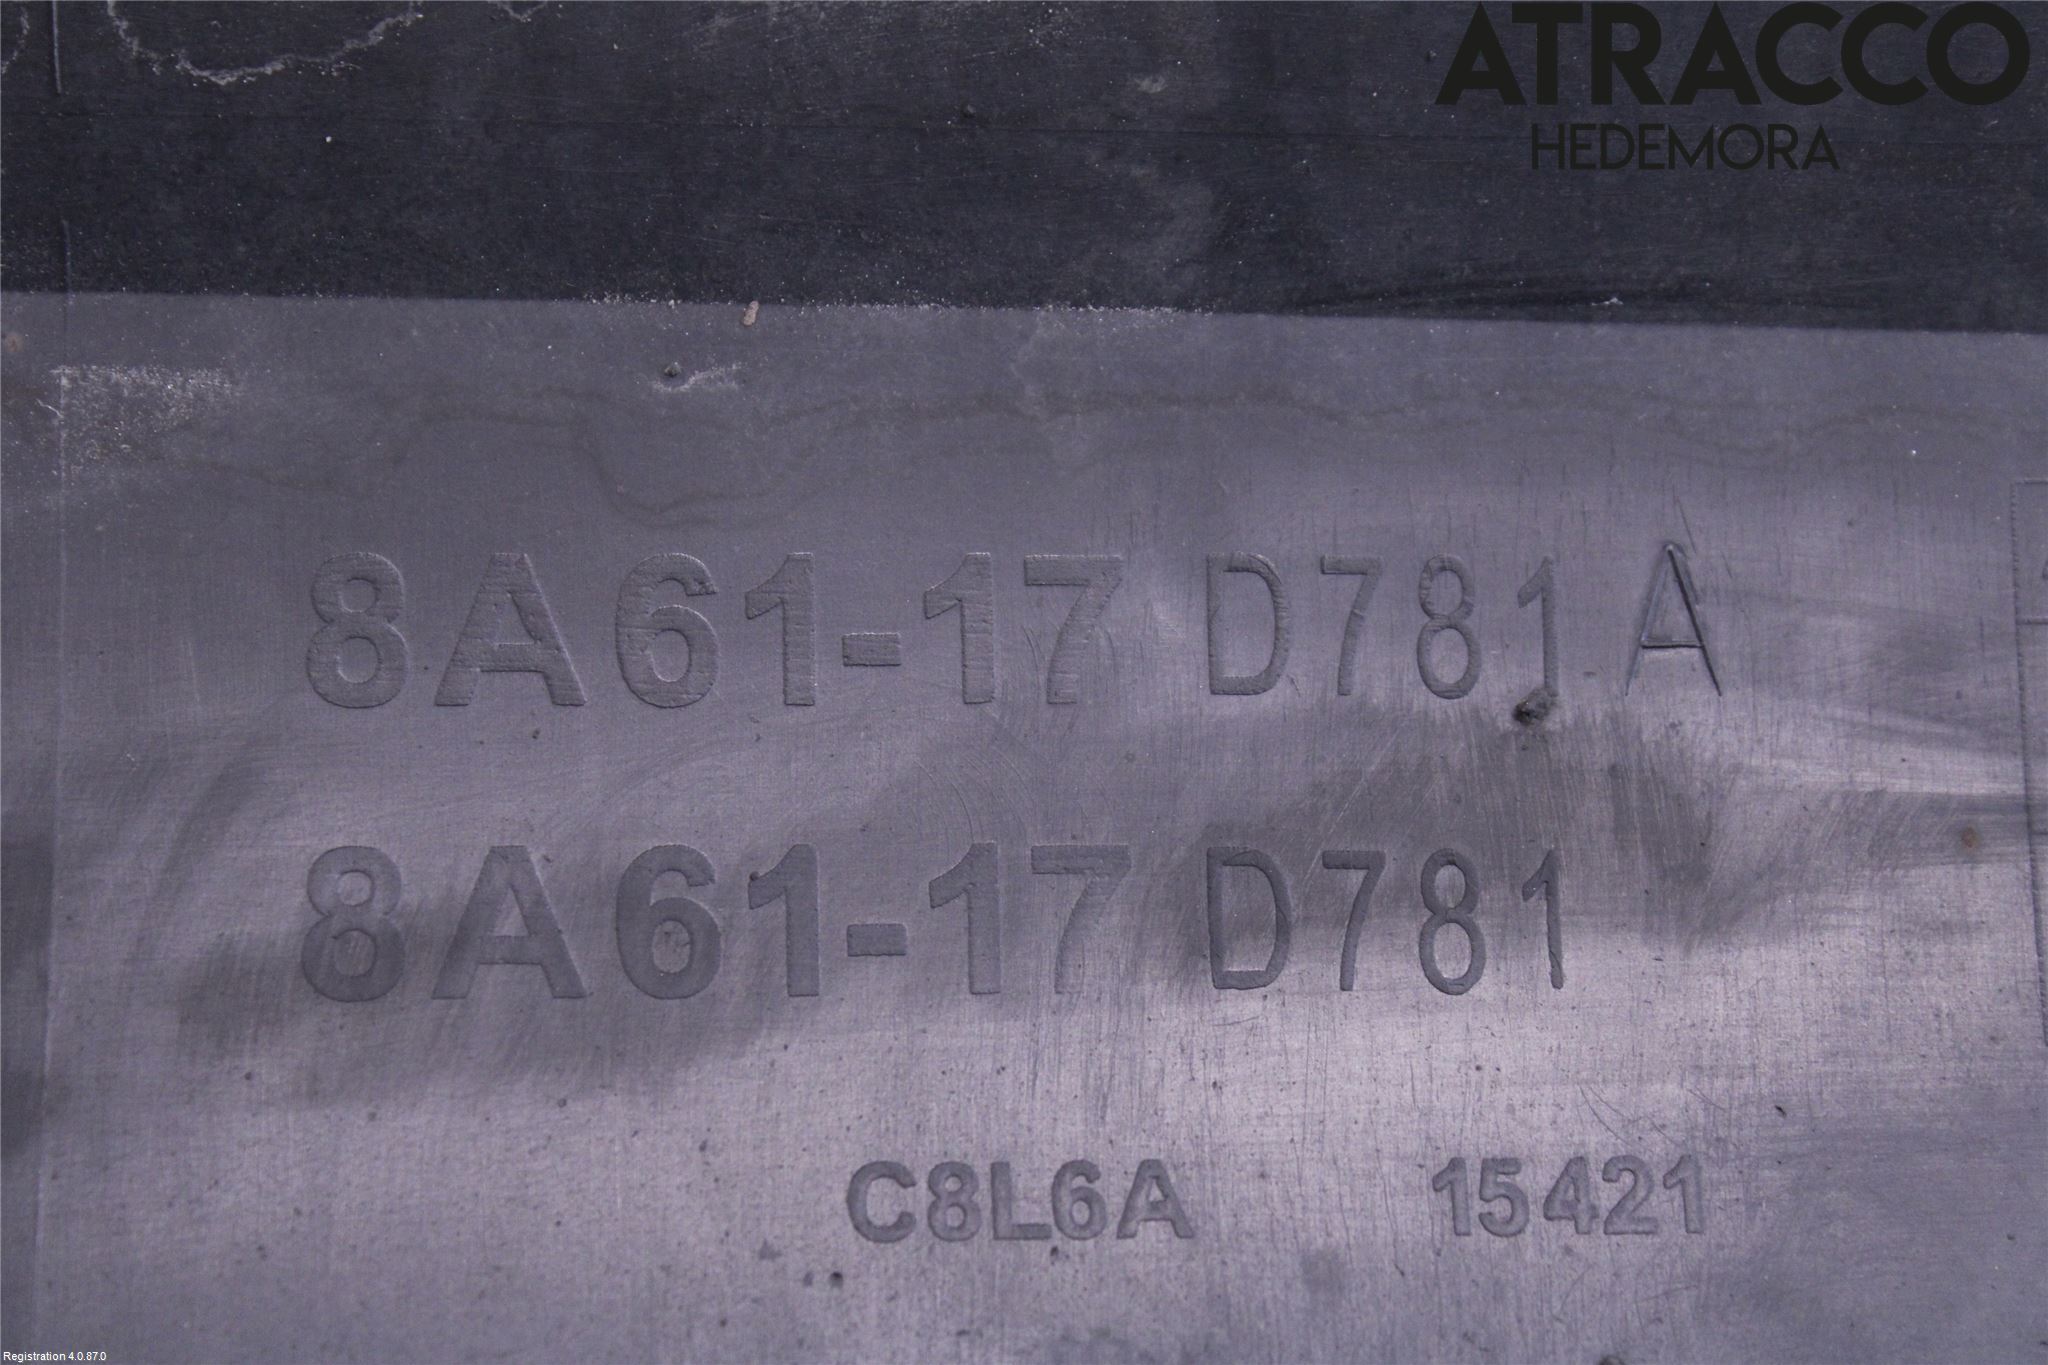 ATRACCO
HEDEMORA
8A61-17 D781 A
8A61-17 D781
C8L6A 15421
Registration 4.0.87.0